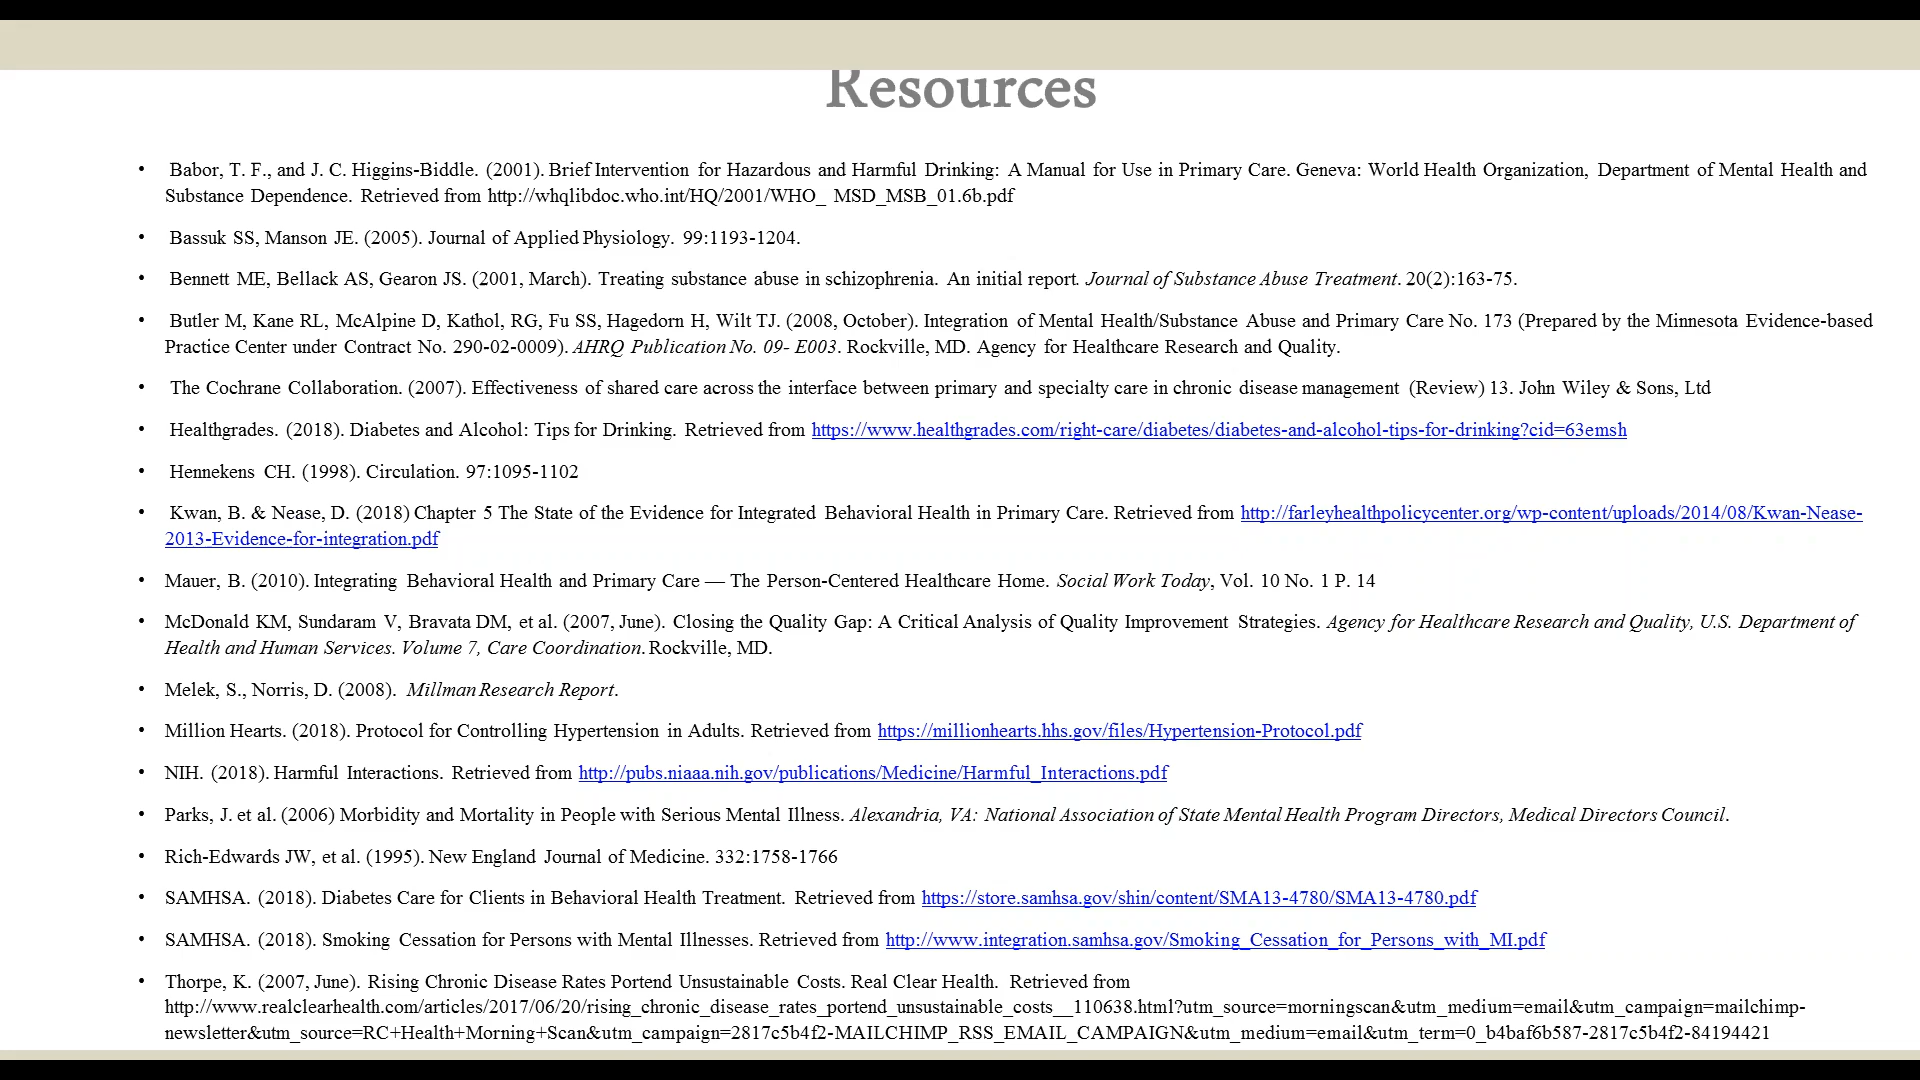 Resources
• Babor, T. F., and J. C. Higgins-Biddle. (2001). Brief Intervention for Hazardous and Harmful Drinking: A Manual for Use in Primary Care. Geneva: World Health Organization, Department of Mental Health and
Substance Dependence. Retrieved from http://whqlibdoc.who.int/HQ/2001/WHO_ MSD_MSB_01.6b.pdf
• Bassuk SS, Manson JE. (2005). Journal of Applied Physiology. 99:1193-1204.
• Bennett ME, Bellack AS, Gearon JS. (2001, March). Treating substance abuse in schizophrenia. An initial report. Journal of Substance Abuse Treatment. 20(2):163-75.
• Butler M, Kane RL, McAlpine D, Kathol, RG, Fu SS, Hagedorn H, Wilt TJ. (2008, October). Integration of Mental Health/Substance Abuse and Primary Care No. 173 (Prepared by the Minnesota Evidence-based
Practice Center under Contract No. 290-02-0009). AHRQ Publication No. 09- E003. Rockville, MD. Agency for Healthcare Research and Quality.
• The Cochrane Collaboration. (2007). Effectiveness of shared care across the interface between primary and specialty care in chronic disease management (Review) 13. John Wiley & Sons, Ltd
• Healthgrades. (2018). Diabetes and Alcohol: Tips for Drinking. Retrieved from https://www.healthgrades.com/right-care/diabetes/diabetes-and-alcohol-tips-for-drinking?cid=63emsh
• Hennekens CH. (1998). Circulation. 97:1095-1102
• Kwan, B. & Nease, D. (2018) Chapter 5 The State of the Evidence for Integrated Behavioral Health in Primary Care. Retrieved from http://farleyhealthpolicycenter.org/wp-content/uploads/2014/08/Kwan-Nease-
2013-Evidence-for-integration.pdf
• Mauer, B. (2010). Integrating Behavioral Health and Primary Care — The Person-Centered Healthcare Home. Social Work Today, Vol. 10 No. 1 P. 14
• McDonald KM, Sundaram V, Bravata DM, et al. (2007, June). Closing the Quality Gap: A Critical Analysis of Quality Improvement Strategies. Agency for Healthcare Research and Quality, U.S. Department of
Health and Human Services. Volume 7, Care Coordination. Rockville, MD.
• Melek, S., Norris, D. (2008). Millman Research Report.
• Million Hearts. (2018). Protocol for Controlling Hypertension in Adults. Retrieved from https://millionhearts.hhs.gov/files/Hypertension-Protocol.pdf
• NIH. (2018). Harmful Interactions. Retrieved from http://pubs.niaaa.nih.gov/publications/Medicine/Harmful_Interactions.pdf
• Parks, J. et al. (2006) Morbidity and Mortality in People with Serious Mental Illness. Alexandria, VA: National Association of State Mental Health Program Directors, Medical Directors Council.
• Rich-Edwards JW, et al. (1995). New England Journal of Medicine. 332:1758-1766
• SAMHSA. (2018). Diabetes Care for Clients in Behavioral Health Treatment. Retrieved from https://store.samhsa.gov/shin/content/SMA13-4780/SMA13-4780.pdf
• SAMHSA. (2018). Smoking Cessation for Persons with Mental Illnesses. Retrieved from http://www.integration.samhsa.gov/Smoking_Cessation_for_Persons_with_MI.pdf
• Thorpe, K. (2007, June). Rising Chronic Disease Rates Portend Unsustainable Costs. Real Clear Health. Retrieved from
http://www.realclearhealth.com/articles/2017/06/20/rising_chronic_disease_rates_portend_unsustainable_costs__110638.html?utm_source=morningscan&utm_medium=email&utm_campaign=mailchimp-
newsletter&utm_source=RC+Health+Morning+Scan&utm_campaign=2817c5b4f2-MAILCHIMP_RSS_EMAIL_CAMPAIGN&utm_medium=email&utm_term=0_b4baf6b587-2817c5b4f2-84194421